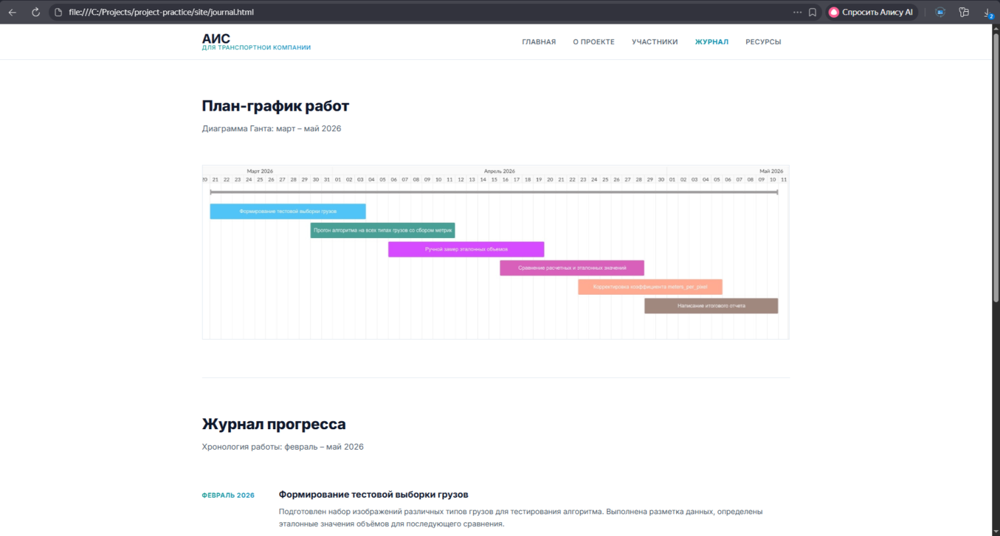 file:///C:/Projects/project-practice/site/journal.html
Спросить Алису AI
2
АИС
ДЛЯ ТРАНСПОРТНОЙ КОМПАНИИ
ГЛАВНАЯ
О ПРОЕКТЕ
УЧАСТНИКИ
ЖУРНАЛ
РЕСУРСЫ
План-график работ
Диаграмма Ганта: март – май 2026
Март 2026 Апрель 2026 Май 2026
20 21 22 23 24 25 26 27 28 29 30 31 01 02 03 04 05 06 07 08 09 10 11 12 13 14 15 16 17 18 19 20 21 22 23 24 25 26 27 28 29 30 01 02 03 04 05 06 07 08 09 10 11
Формирование тестовой выборки грузов
Прогон алгоритма на всех типах грузов со сбором метрик
Ручной замер эталонных объемов
Сравнение расчетных и эталонных значений
Корректировка коэффициента meters_per_pixel
Написание итогового отчета
Журнал прогресса
Хронология работы: февраль – май 2026
ФЕВРАЛЬ 2026
Формирование тестовой выборки грузов
Подготовлен набор изображений различных типов грузов для тестирования алгоритма. Выполнена разметка данных, определены
эталонные значения объёмов для последующего сравнения.